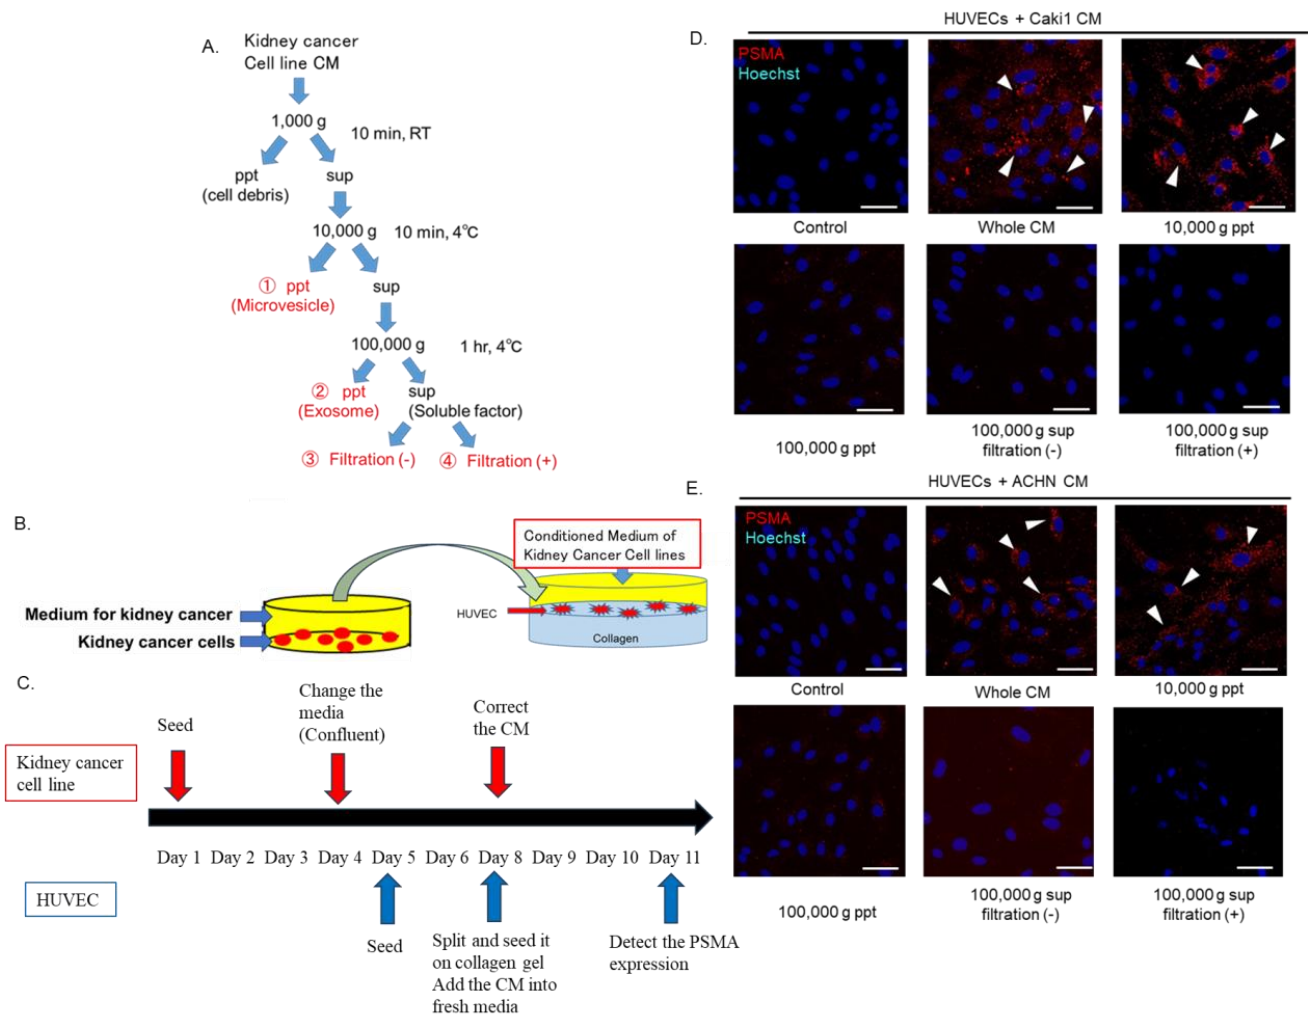 A.
Kidney cancer
Cell line CM
1,000 g
10 min, RT
ppt
(cell debris)
sup
10,000 g
10 min, 4℃
① ppt
(Microvesicle)
sup
100,000 g
1 hr, 4℃
② ppt
(Exosome)
sup
(Soluble factor)
③ Filtration (-)
④ Filtration (+)
B.
Medium for kidney cancer
Kidney cancer cells
Conditioned Medium of
Kidney Cancer Cell lines
HUVEC
Collagen
C.
Seed
Change the
media
(Confluent)
Correct
the CM
Kidney cancer
cell line
Day 1 Day 2 Day 3 Day 4 Day 5 Day 6 Day 8 Day 9 Day 10 Day 11
HUVEC
Seed
Split and seed it
on collagen gel
Add the CM into
fresh media
Detect the PSMA
expression
D.
HUVECs + Caki1 CM
PSMA
Hoechst
Control
Whole CM
10,000 g ppt
100,000 g ppt
100,000 g sup
filtration (-)
100,000 g sup
filtration (+)
E.
HUVECs + ACHN CM
PSMA
Hoechst
Control
Whole CM
10,000 g ppt
100,000 g ppt
100,000 g sup
filtration (-)
100,000 g sup
filtration (+)